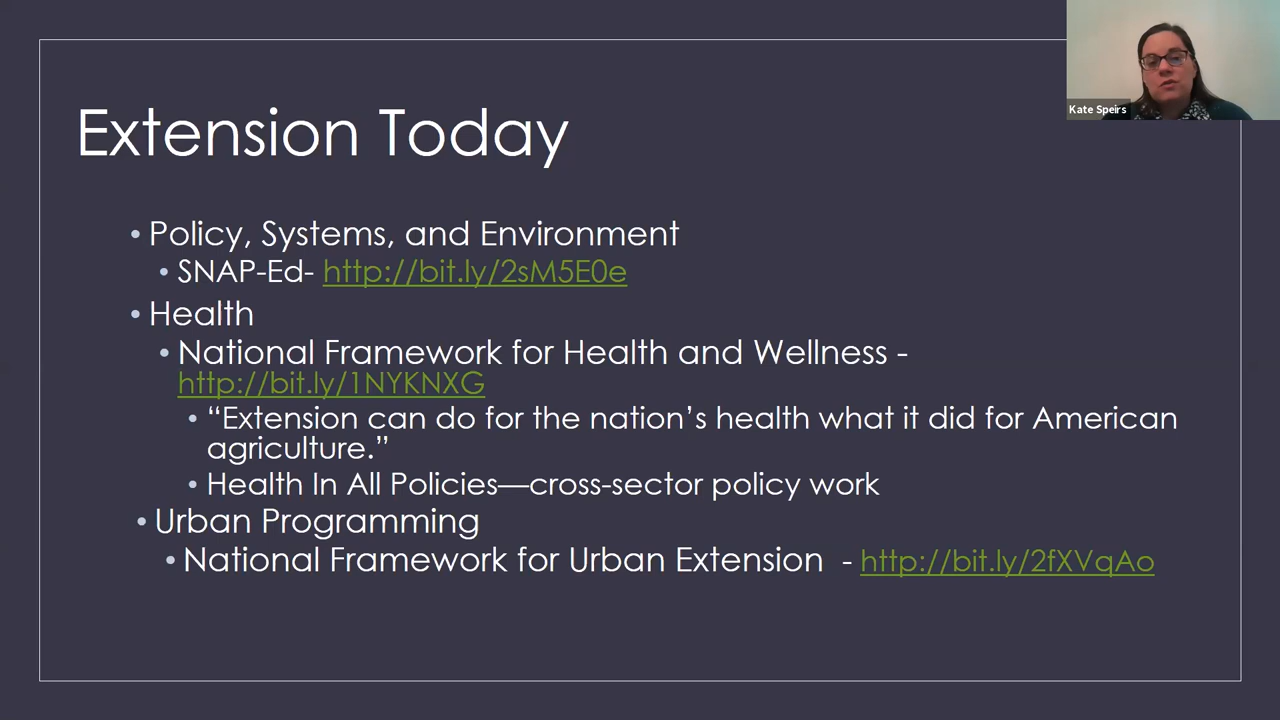 Kate Speirs
Extension Today
• Policy, Systems, and Environment
• SNAP-Ed- http://bit.ly/2sM5E0e
• Health
• National Framework for Health and Wellness -
http://bit.ly/1NYKNXG
• “Extension can do for the nation’s health what it did for American
agriculture.”
• Health In All Policies—cross-sector policy work
• Urban Programming
• National Framework for Urban Extension - http://bit.ly/2fXVqAo